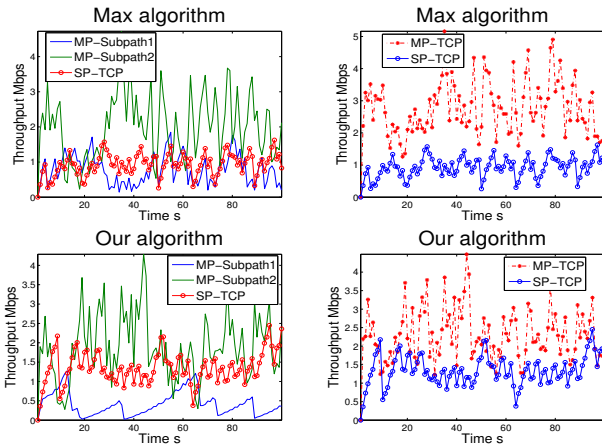 Max algorithm
Throughput Mbps
4
3
2
1
0
20
40
60
80
Time s
MP-Subpath1
MP-Subpath2
SP-TCP
Max algorithm
Throughput Mbps
5
4
3
2
1
0
20
40
60
80
Time s
MP-TCP
SP-TCP
Our algorithm
Throughput Mbps
4
3.5
3
2.5
2
1.5
1
0.5
0
20
40
60
80
Time s
MP-Subpath1
MP-Subpath2
SP-TCP
Our algorithm
Throughput Mbps
4
3.5
3
2.5
2
1.5
1
0.5
0
20
40
60
80
Time s
MP-TCP
SP-TCP